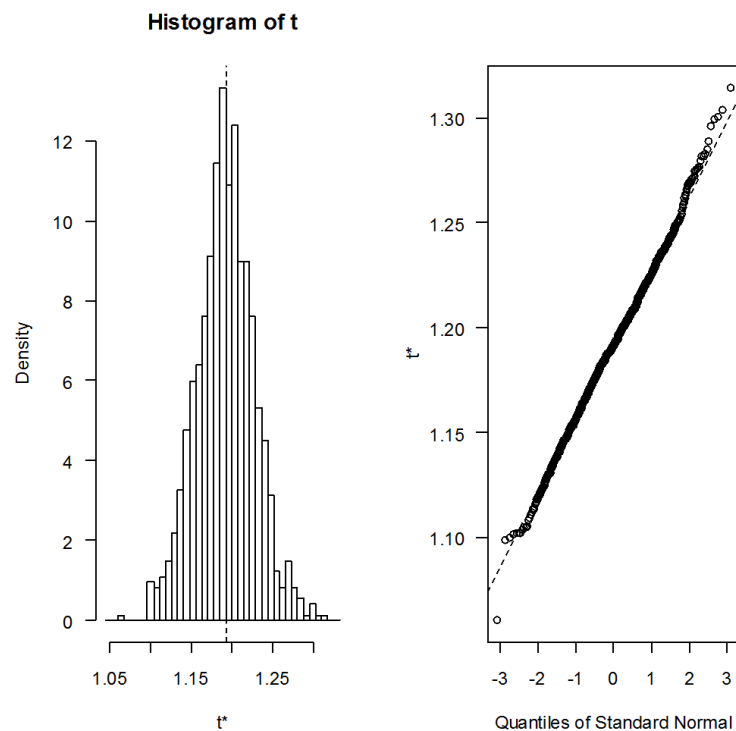 Histogram of t
Density
0
2
4
6
8
10
12
1.05
1.15
1.25
t*
t*
1.10
1.15
1.20
1.25
1.30
-3 -2 -1 0 1 2 3
Quantiles of Standard Normal